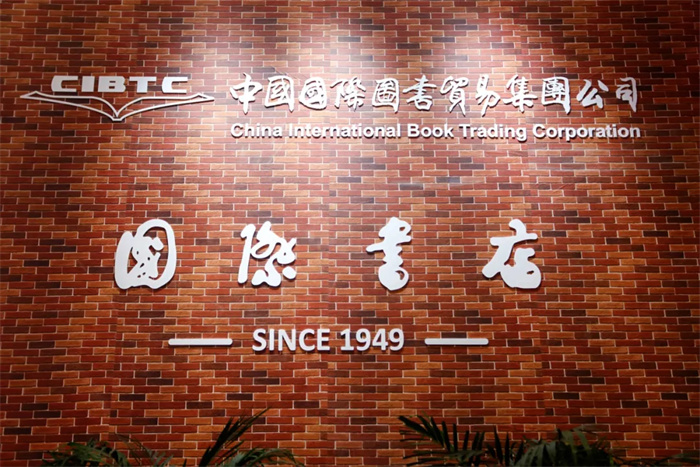 CIBTC 中國國際圖書貿易集團公司
China International Book Trading Corporation
国際書店
SINCE 1949